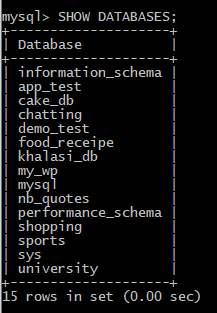 mysql> SHOW DATABASES;
+--------------------+
| Database           |
+--------------------+
| information_schema |
| app_test           |
| cake_db            |
| chatting           |
| demo_test          |
| food_receipe       |
| khalasi_db         |
| my_wp              |
| mysql              |
| nb_quotes          |
| performance_schema |
| shopping           |
| sports             |
| sys                |
| university         |
+--------------------+
15 rows in set (0.00 sec)